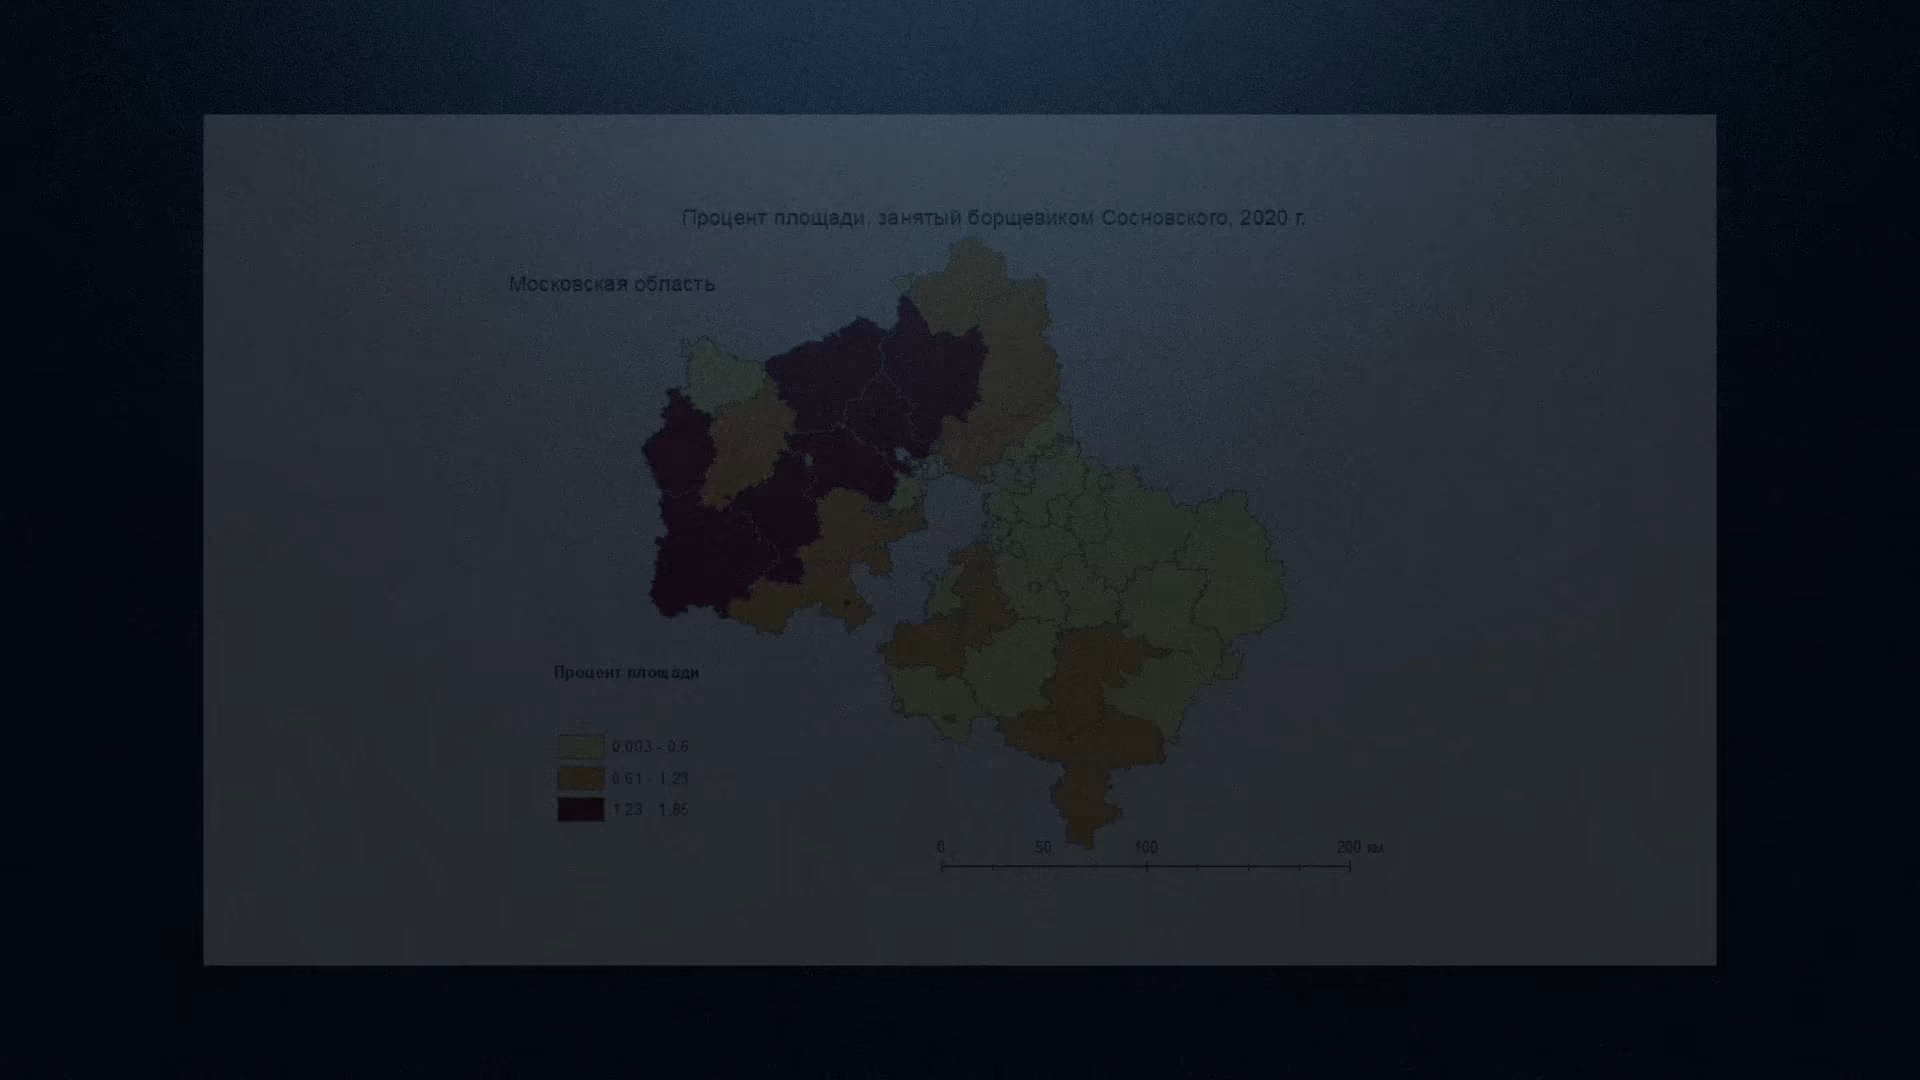 Процент площади, занятый борщевиком Сосновского, 2020 г.
Московская область
Процент площади
0.003 - 0.6
0.61 - 1.23
1.23 - 1.85
0 50 100 200 км